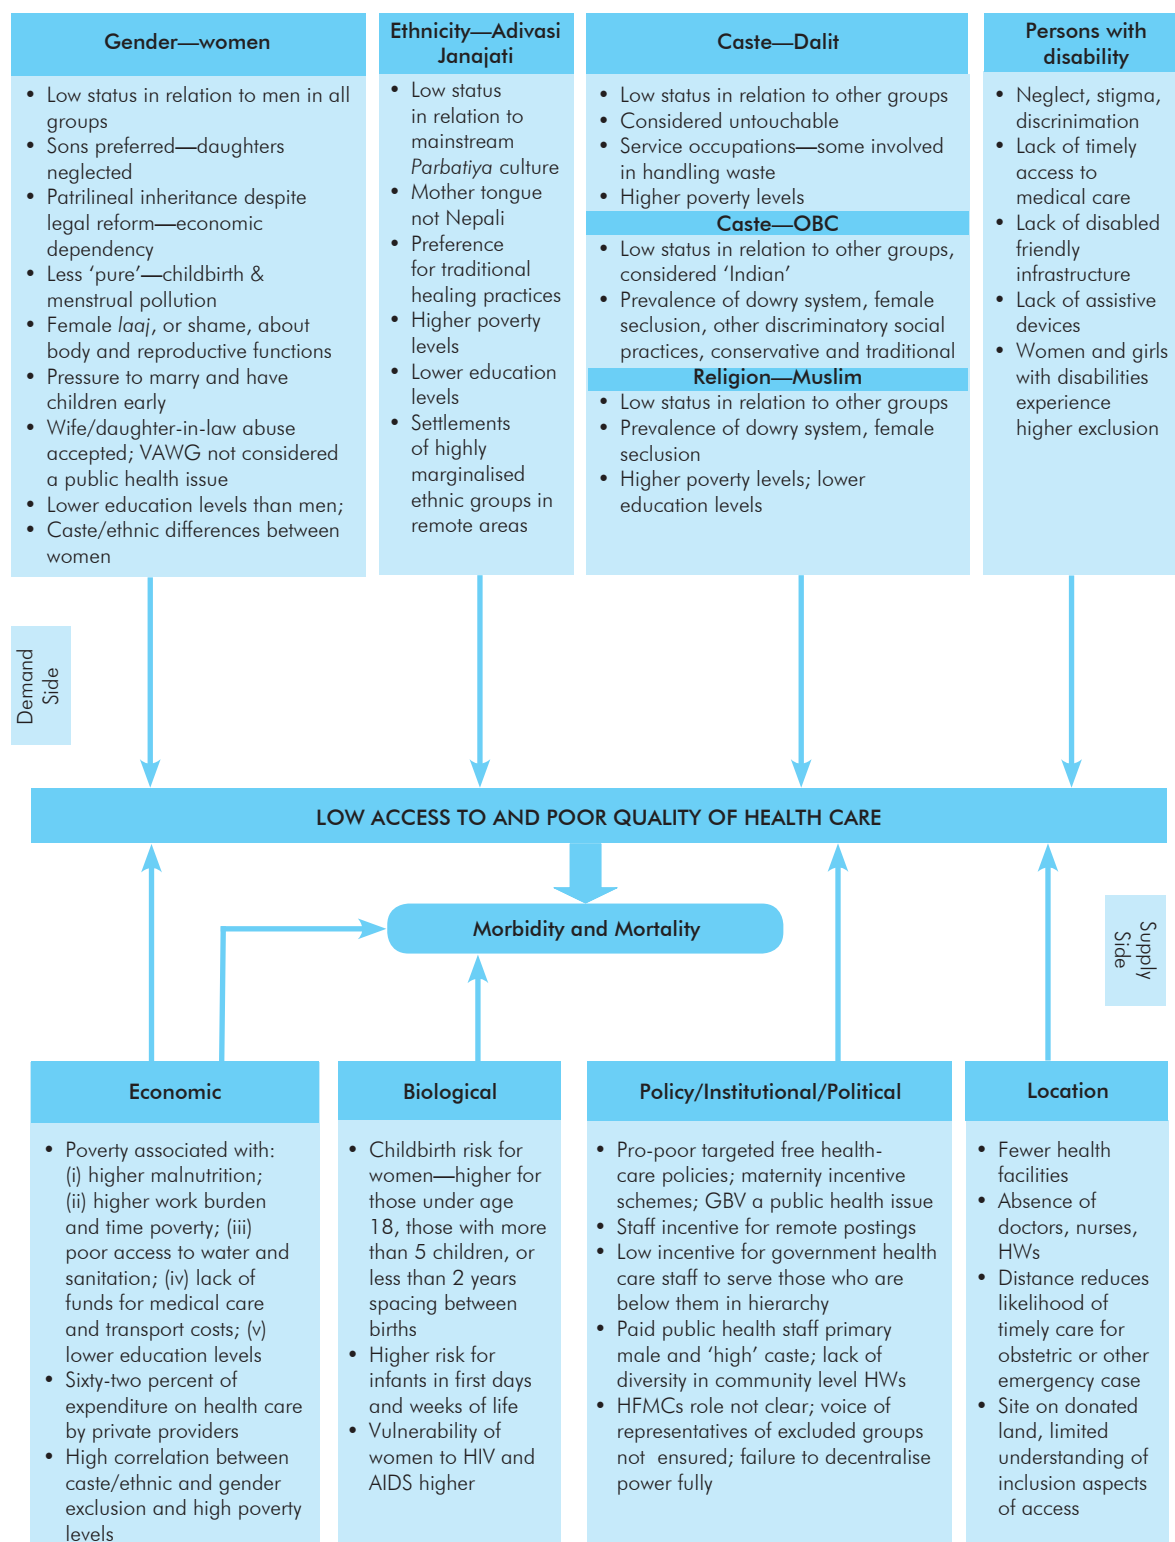 Gender—women
• Low status in relation to men in all
groups
• Sons preferred—daughters
neglected
• Patrilineal inheritance despite
legal reform—economic
dependency
• Less ‘pure’—childbirth &
menstrual pollution
• Female laaj, or shame, about
body and reproductive functions
• Pressure to marry and have
children early
• Wife/daughter-in-law abuse
accepted; VAWG not considered
a public health issue
• Lower education levels than men;
• Caste/ethnic differences between
women
Ethnicity—Adivasi
Janajati
• Low status
in relation to
mainstream
Parbatiya culture
• Mother tongue
not Nepali
• Preference
for traditional
healing practices
• Higher poverty
levels
• Lower education
levels
• Settlements
of highly
marginalised
ethnic groups in
remote areas
Caste—Dalit
• Low status in relation to other groups
• Considered untouchable
• Service occupations—some involved
in handling waste
• Higher poverty levels
Caste—OBC
• Low status in relation to other groups,
considered ‘Indian’
• Prevalence of dowry system, female
seclusion, other discriminatory social
practices, conservative and traditional
Religion—Muslim
• Low status in relation to other groups
• Prevalence of dowry system, female
seclusion
• Higher poverty levels; lower
education levels
Persons with
disability
• Neglect, stigma,
discrinimation
• Lack of timely
access to
medical care
• Lack of disabled
friendly
infrastructure
• Lack of assistive
devices
• Women and girls
with disabilities
experience
higher exclusion
Demand
Side
LOW ACCESS TO AND POOR QUALITY OF HEALTH CARE
Morbidity and Mortality
Supply
Side
Economic
• Poverty associated with:
(i) higher malnutrition;
(ii) higher work burden
and time poverty; (iii)
poor access to water and
sanitation; (iv) lack of
funds for medical care
and transport costs; (v)
lower education levels
• Sixty-two percent of
expenditure on health care
by private providers
• High correlation between
caste/ethnic and gender
exclusion and high poverty
levels
Biological
• Childbirth risk for
women—higher for
those under age
18, those with more
than 5 children, or
less than 2 years
spacing between
births
• Higher risk for
infants in first days
and weeks of life
• Vulnerability of
women to HIV and
AIDS higher
Policy/Institutional/Political
• Pro-poor targeted free health-
care policies; maternity incentive
schemes; GBV a public health issue
• Staff incentive for remote postings
• Low incentive for government health
care staff to serve those who are
below them in hierarchy
• Paid public health staff primary
male and ‘high’ caste; lack of
diversity in community level HWs
• HFMCs role not clear; voice of
representatives of excluded groups
not ensured; failure to decentralise
power fully
Location
• Fewer health
facilities
• Absence of
doctors, nurses,
HWs
• Distance reduces
likelihood of
timely care for
obstetric or other
emergency case
• Site on donated
land, limited
understanding of
inclusion aspects
of access